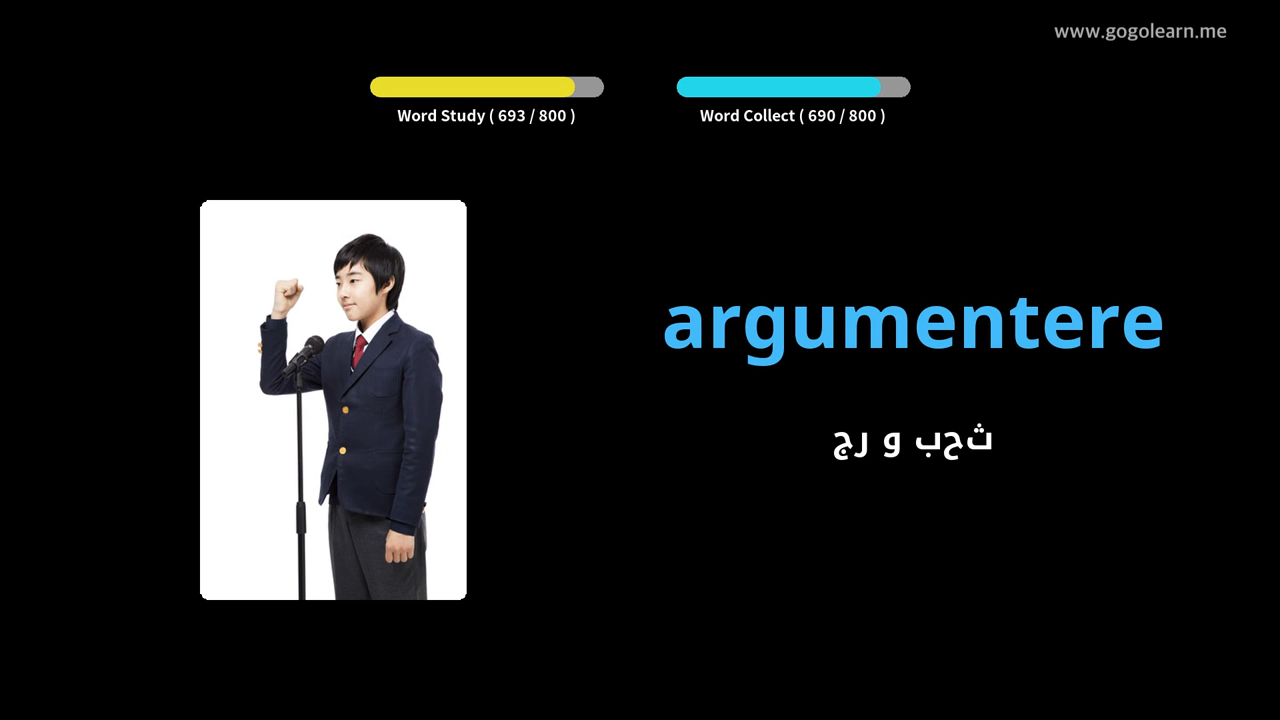 www.gogolearn.me
Word Study ( 693 / 800 )
Word Collect ( 690 / 800 )
argumentere
ثحب و رج